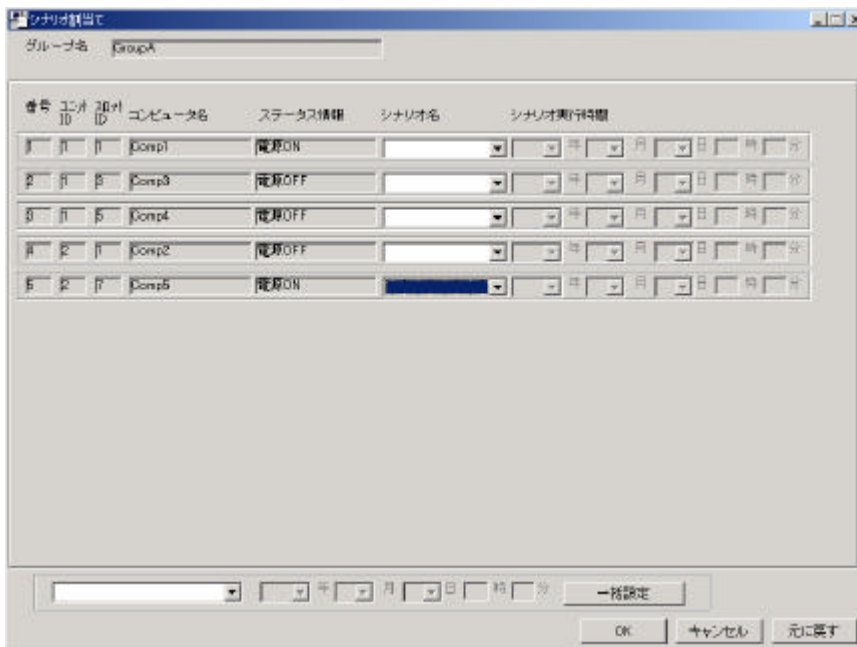 シナリオ割当て
グループ名 GroupA
番号 ユニットID スロットID コンピュータ名 ステータス情報 シナリオ名 シナリオ実行時間
1 1 1 Comp1 電源ON 年 月 日 時 分
2 1 3 Comp3 電源OFF 年 月 日 時 分
3 1 5 Comp4 電源OFF 年 月 日 時 分
4 2 1 Comp2 電源OFF 年 月 日 時 分
5 2 7 Comp5 電源ON 年 月 日 時 分
年 月 日 時 分 一括設定
OK キャンセル 元に戻す